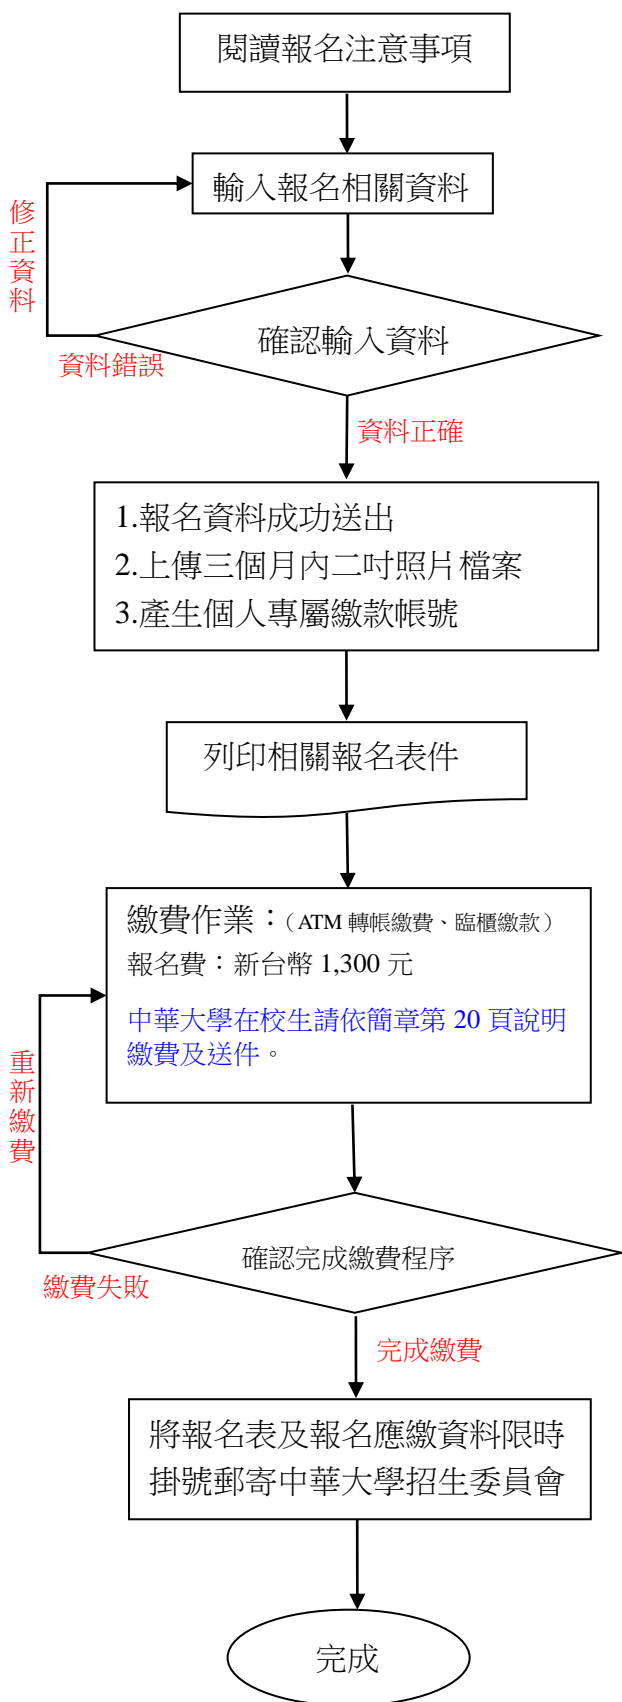 閱讀報名注意事項
輸入報名相關資料
修正資料
確認輸入資料
資料錯誤
資料正確
1.報名資料成功送出
2.上傳三個月內二吋照片檔案
3.產生個人專屬繳款帳號
列印相關報名表件
繳費作業：（ATM 轉帳繳費、臨櫃繳款）
報名費：新台幣 1,300 元
中華大學在校生請依簡章第 20 頁說明
繳費及送件。
重新繳費
確認完成繳費程序
繳費失敗
完成繳費
將報名表及報名應繳資料限時
掛號郵寄中華大學招生委員會
完成